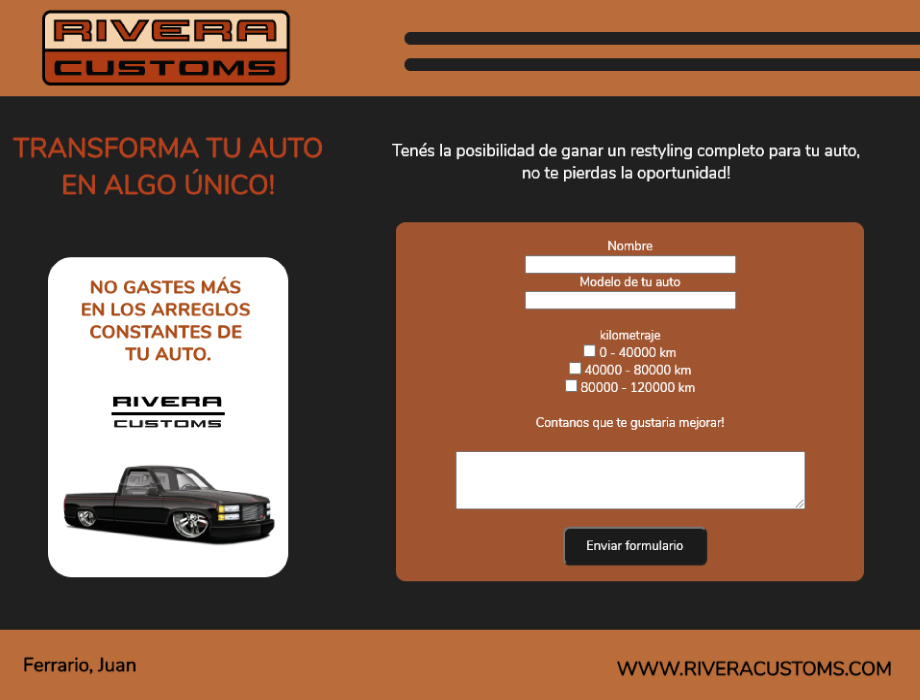 RIVERA
CUSTOMS
TRANSFORMA TU AUTO
EN ALGO ÚNICO!
NO GASTES MÁS
EN LOS ARREGLOS
CONSTANTES DE
TU AUTO.
RIVERA
CUSTOMS
Tenés la posibilidad de ganar un restyling completo para tu auto,
no te pierdas la oportunidad!
Nombre
Modelo de tu auto
kilometraje
0 - 40000 km
40000 - 80000 km
80000 - 120000 km
Contanos que te gustaria mejorar!
Enviar formulario
Ferrario, Juan
WWW.RIVERACUSTOMS.COM